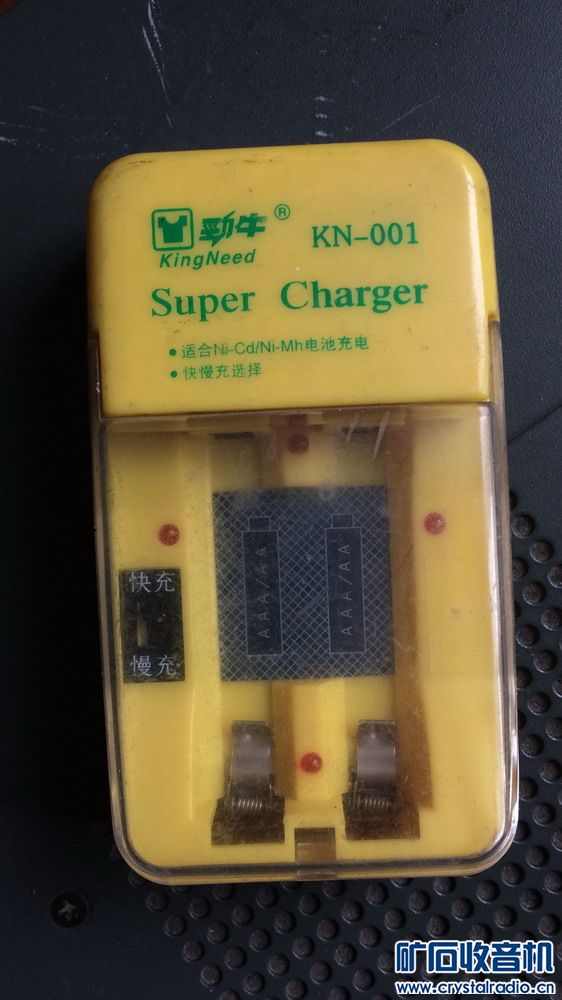 劲牛®
KingNeed
KN-001
Super Charger
•适合Ni-Cd/Ni-Mh电池充电
•快慢充选择
快充
慢充
AAA/AA
AAA/AA
矿石收音机
www.crystalradio.cn